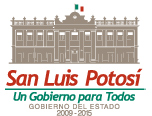 San Luis Potosí
Un Gobierno para Todos
GOBIERNO DEL ESTADO
2009 - 2015